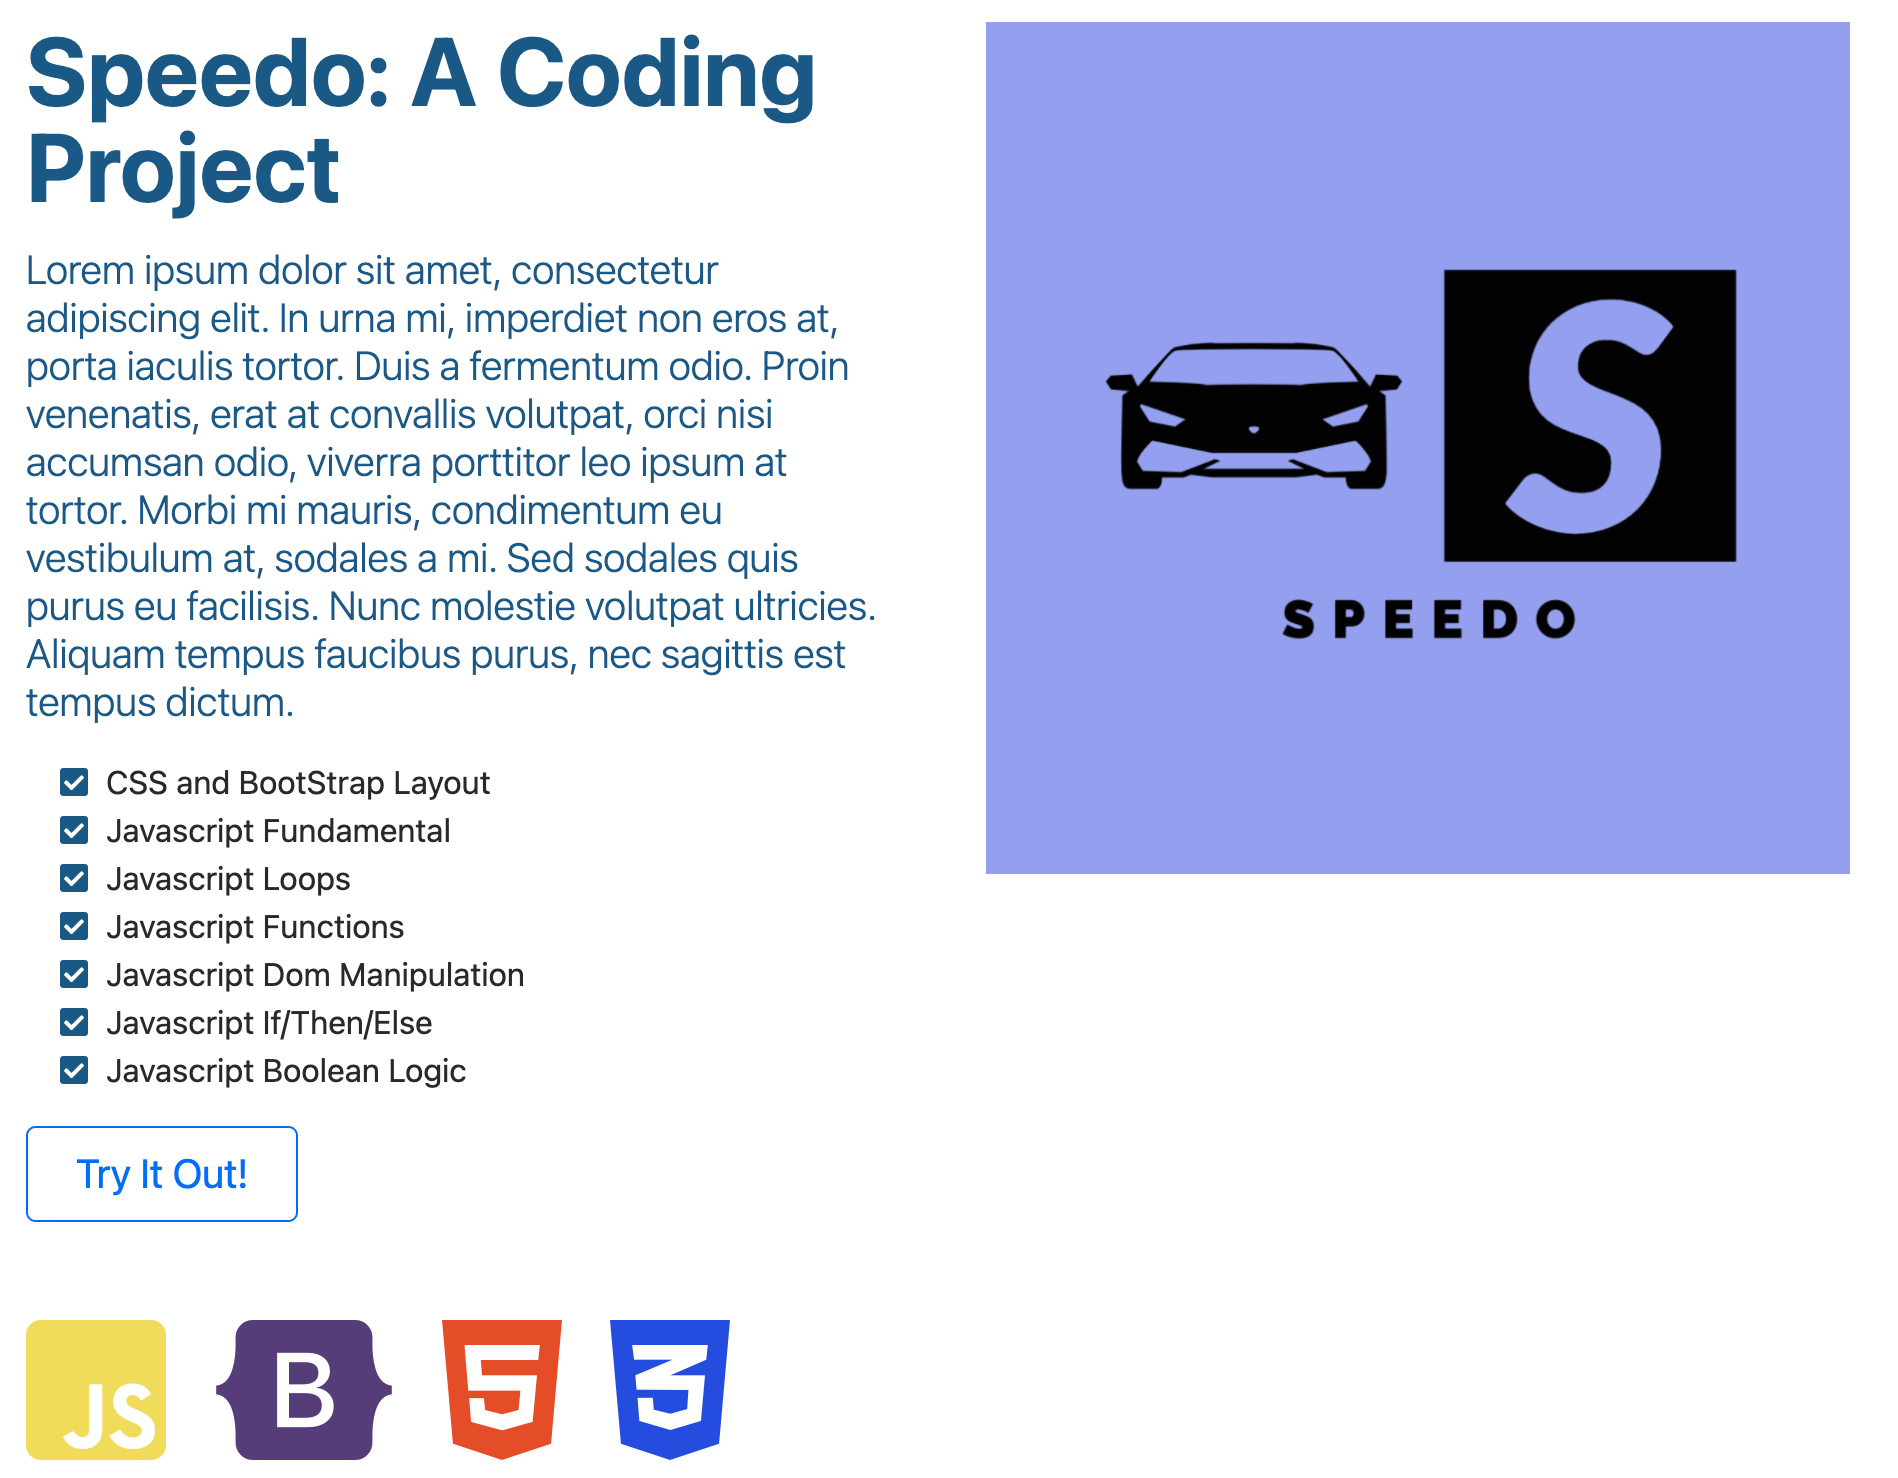 Speedo: A Coding
Project
Lorem ipsum dolor sit amet, consectetur
adipiscing elit. In urna mi, imperdiet non eros at,
porta iaculis tortor. Duis a fermentum odio. Proin
venenatis, erat at convallis volutpat, orci nisi
accumsan odio, viverra porttitor leo ipsum at
tortor. Morbi mi mauris, condimentum eu
vestibulum at, sodales a mi. Sed sodales quis
purus eu facilisis. Nunc molestie volutpat ultricies.
Aliquam tempus faucibus purus, nec sagittis est
tempus dictum.
CSS and BootStrap Layout
Javascript Fundamental
Javascript Loops
Javascript Functions
Javascript Dom Manipulation
Javascript If/Then/Else
Javascript Boolean Logic
Try It Out!
JS
B
5
3
S
SPEEDO